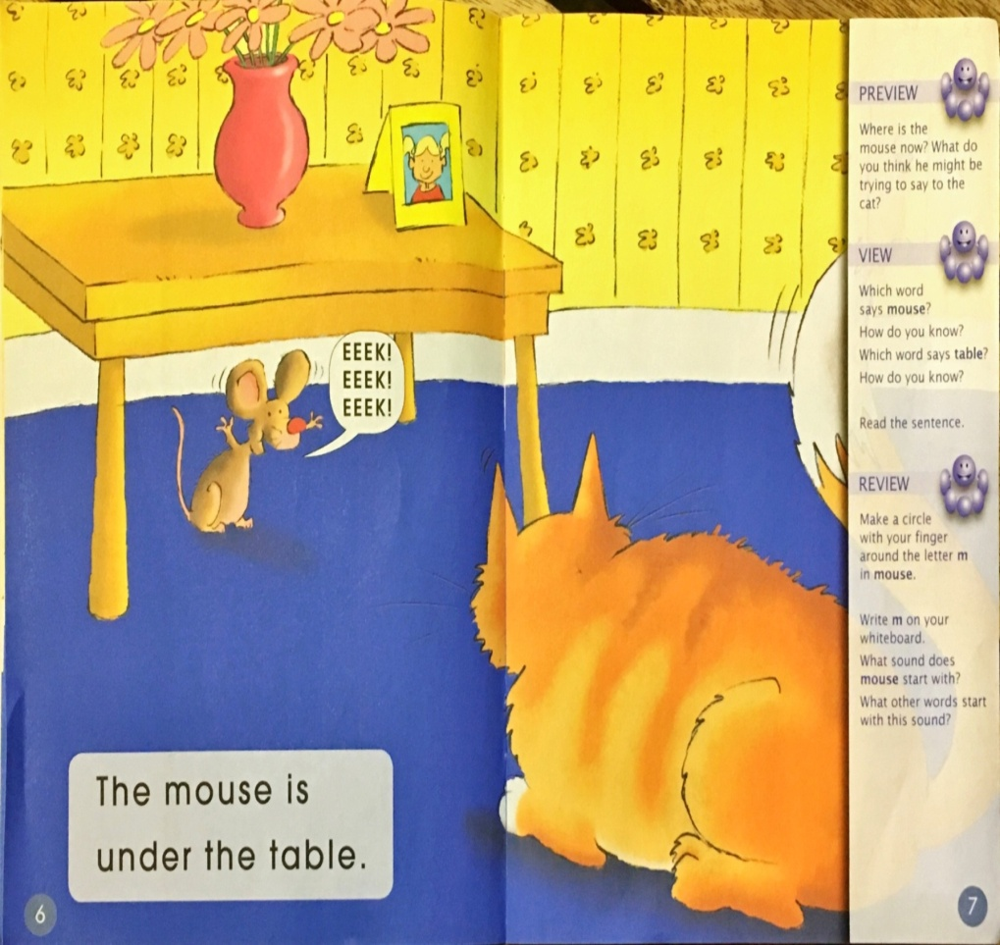 EEEK!
EEEK!
EEEK!
The mouse is
under the table.
6
PREVIEW
Where is the
mouse now? What do
you think he might be
trying to say to the
cat?
VIEW
Which word
says mouse?
How do you know?
Which word says table?
How do you know?
Read the sentence.
REVIEW
Make a circle
with your finger
around the letter m
in mouse.
Write m on your
whiteboard.
What sound does
mouse start with?
What other words start
with this sound?
7